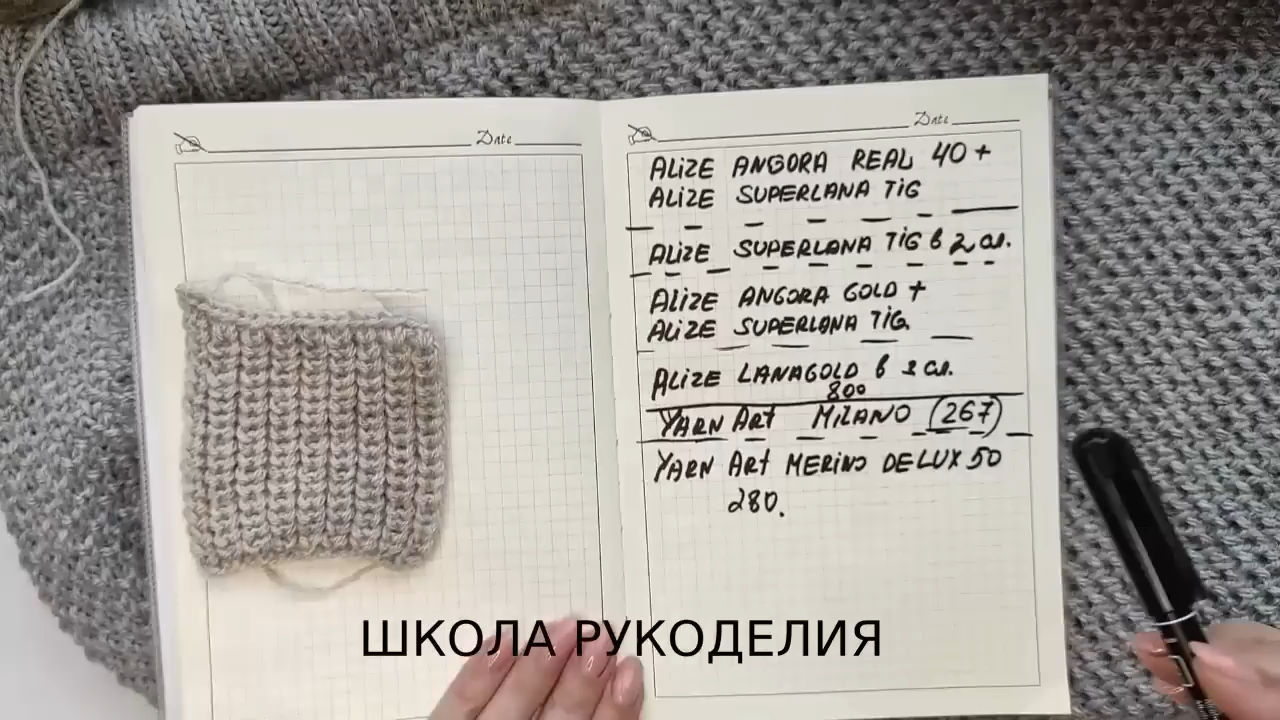 Date
Date
ALIZE ANGORA REAL 40 +
ALIZE SUPERLANA TIG
ALIZE SUPERLANA TIG в 2 сл.
ALIZE ANGORA GOLD +
ALIZE SUPERLANA TIG.
ALIZE LANAGOLD в 2 сл.
800
YARN ART MILANO (267)
YARN ART MERINO DELUX 50
280.
ШКОЛА РУКОДЕЛИЯ